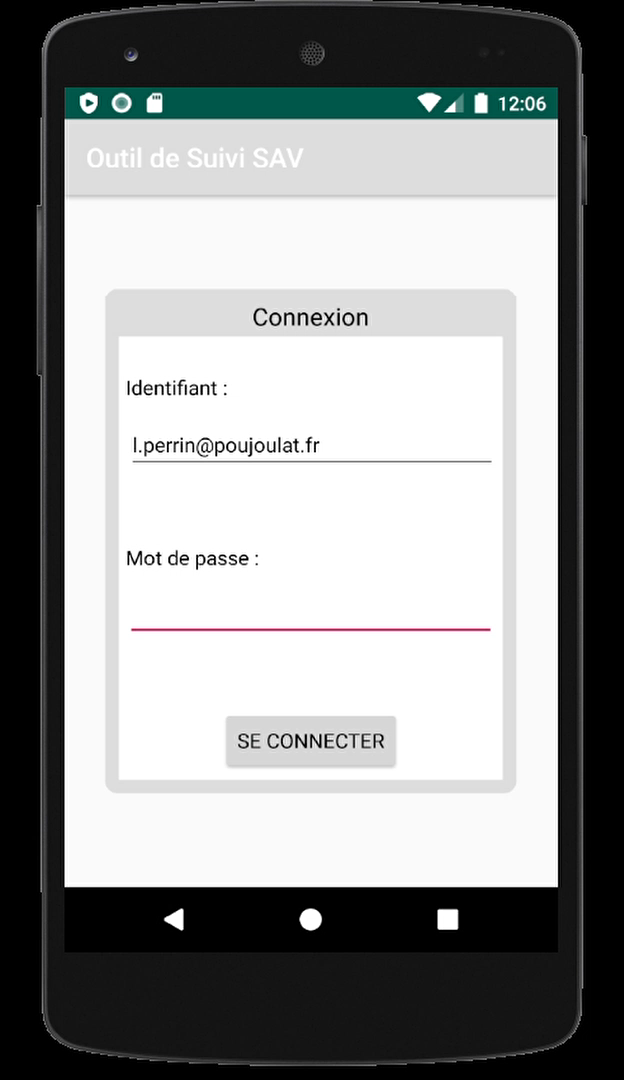 12:06
Outil de Suivi SAV
Connexion
Identifiant :
l.perrin@poujoulat.fr
Mot de passe :
SE CONNECTER